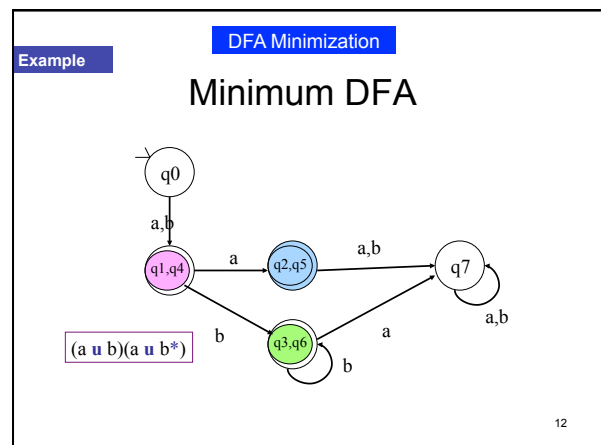 DFA Minimization
Example
Minimum DFA
q0
a,b
q1,q4
a
q2,q5
a,b
q7
a,b
b
q3,q6
a
b
(a u b)(a u b*)
12